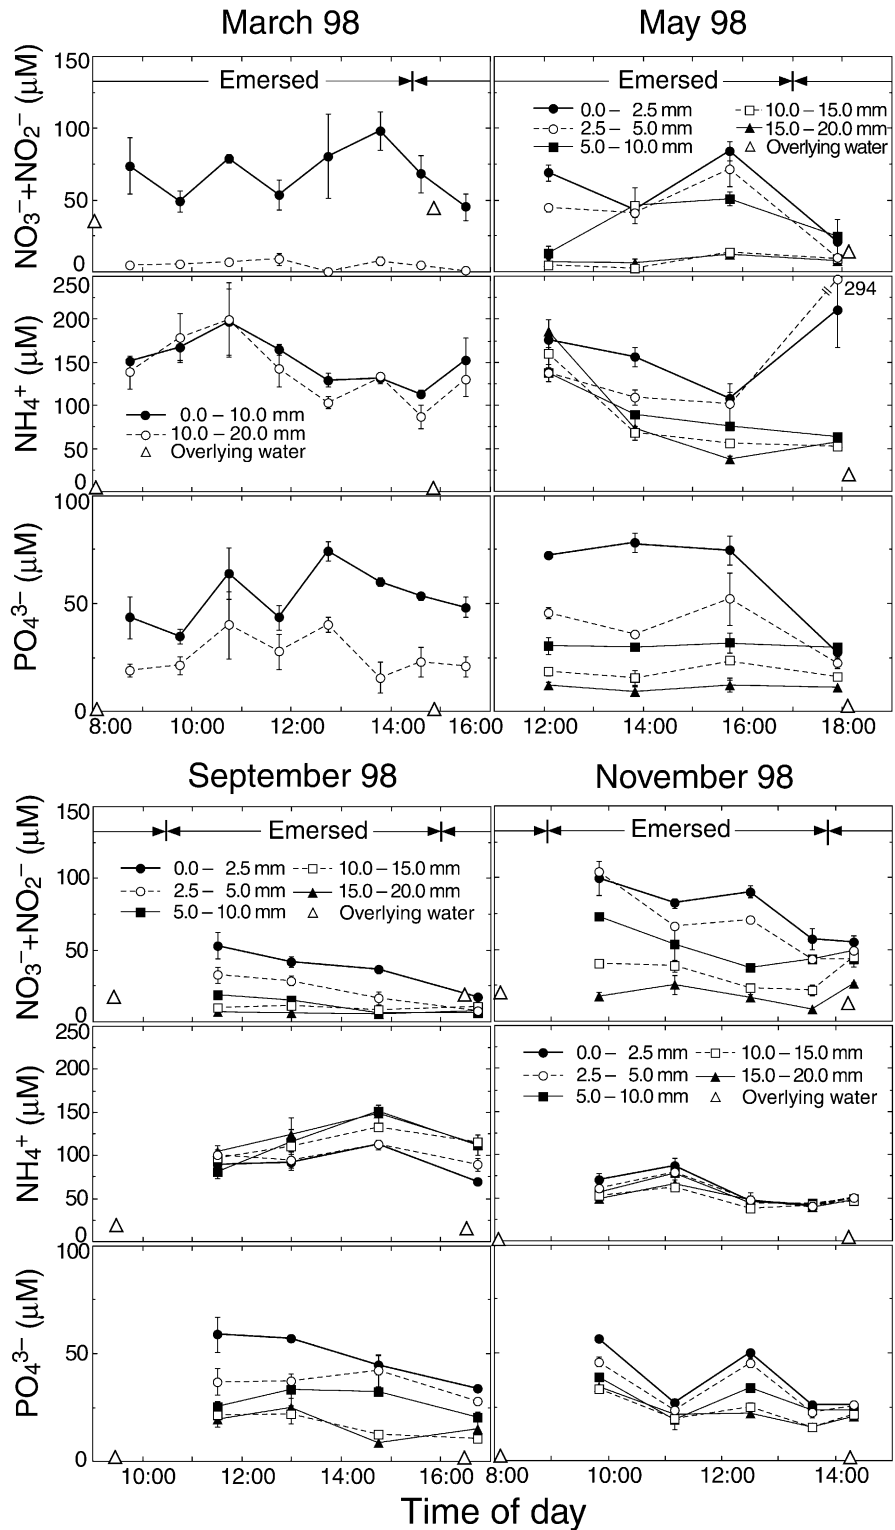 March 98 May 98
NO₃⁻+NO₂⁻ (μM)
150
100
50
0
Emersed Emersed
0.0 – 2.5 mm 10.0 – 15.0 mm
2.5 – 5.0 mm 15.0 – 20.0 mm
5.0 – 10.0 mm Overlying water
NH₄⁺ (μM)
250
200
150
100
50
0
294
0.0 – 10.0 mm
10.0 – 20.0 mm
Overlying water
PO₄³⁻ (μM)
100
50
0
8:00 10:00 12:00 14:00 16:00 12:00 14:00 16:00 18:00
September 98 November 98
NO₃⁻+NO₂⁻ (μM)
150
100
50
0
Emersed Emersed
0.0 – 2.5 mm 10.0 – 15.0 mm
2.5 – 5.0 mm 15.0 – 20.0 mm
5.0 – 10.0 mm Overlying water
NH₄⁺ (μM)
250
200
150
100
50
0
0.0 – 2.5 mm 10.0 – 15.0 mm
2.5 – 5.0 mm 15.0 – 20.0 mm
5.0 – 10.0 mm Overlying water
PO₄³⁻ (μM)
100
50
0
10:00 12:00 14:00 16:00 8:00 10:00 12:00 14:00
Time of day